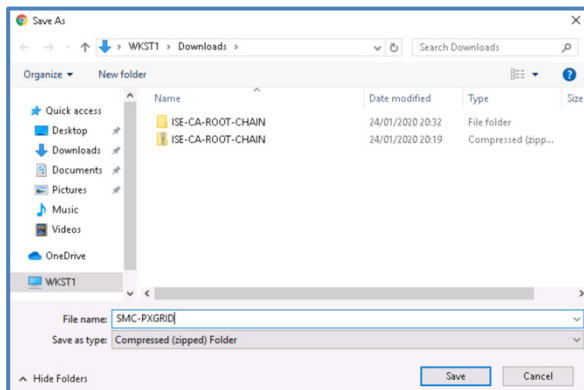 Save As
WKST1 > Downloads >
Search Downloads
Organize
New folder
Name
Date modified
Type
Size
Quick access
Desktop
Downloads
Documents
Pictures
Music
Videos
OneDrive
WKST1
ISE-CA-ROOT-CHAIN
24/01/2020 20:32
File folder
ISE-CA-ROOT-CHAIN
24/01/2020 20:19
Compressed (zipp...
File name: SMC-PXGRID
Save as type: Compressed (zipped) Folder
Hide Folders
Save
Cancel